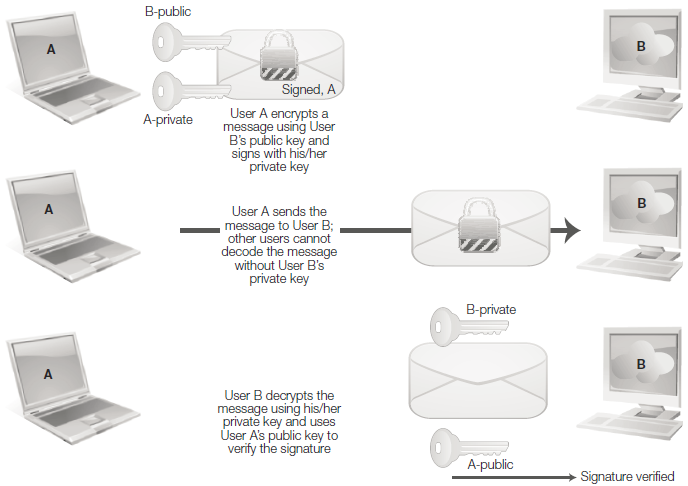 B-public
A
B
Signed, A
A-private
User A encrypts a
message using User
B's public key and
signs with his/her
private key
A
User A sends the
message to User B;
other users cannot
decode the message
without User B's
private key
B
B-private
A
B
User B decrypts the
message using his/her
private key and uses
User A's public key to
verify the signature
A-public
Signature verified